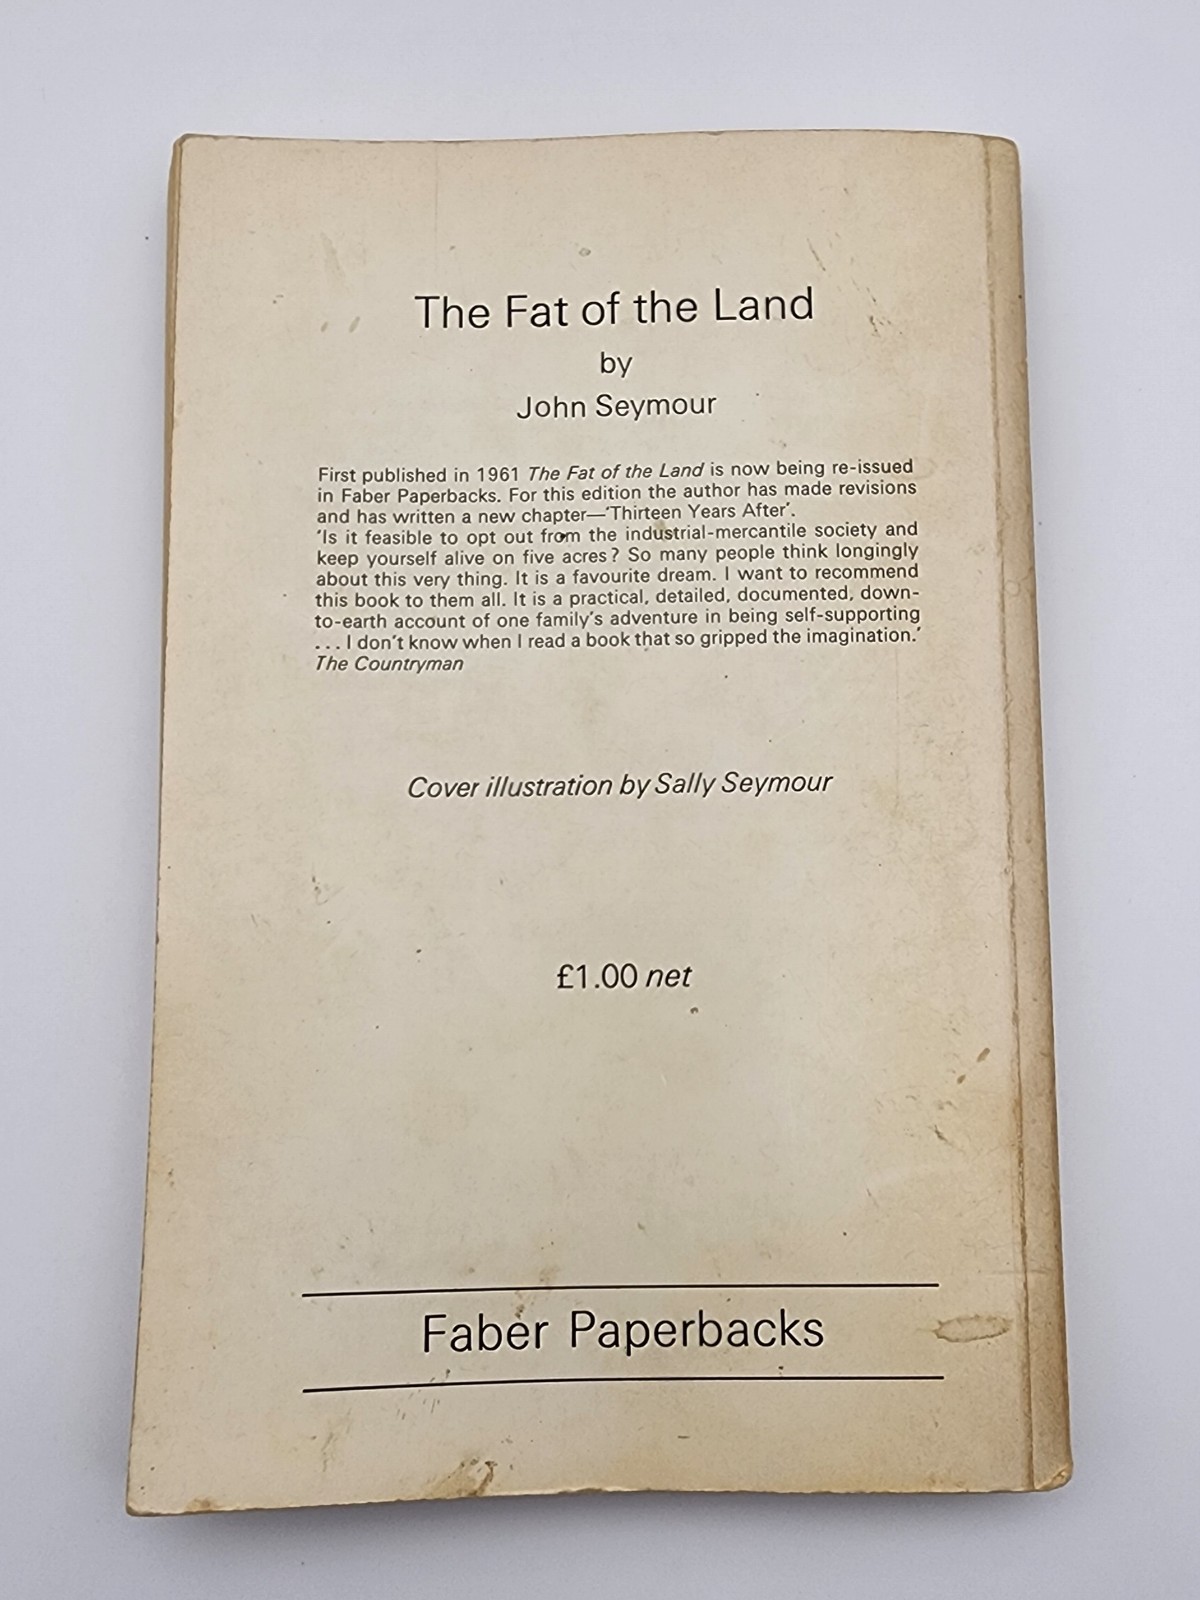 The Fat of the Land
by
John Seymour
First published in 1961 The Fat of the Land is now being re-issued
in Faber Paperbacks. For this edition the author has made revisions
and has written a new chapter—'Thirteen Years After'.
'Is it feasible to opt out from the industrial-mercantile society and
keep yourself alive on five acres? So many people think longingly
about this very thing. It is a favourite dream. I want to recommend
this book to them all. It is a practical, detailed, documented, down-
to-earth account of one family's adventure in being self-supporting
... I don't know when I read a book that so gripped the imagination.'
The Countryman
Cover illustration by Sally Seymour
£1.00 net
Faber Paperbacks